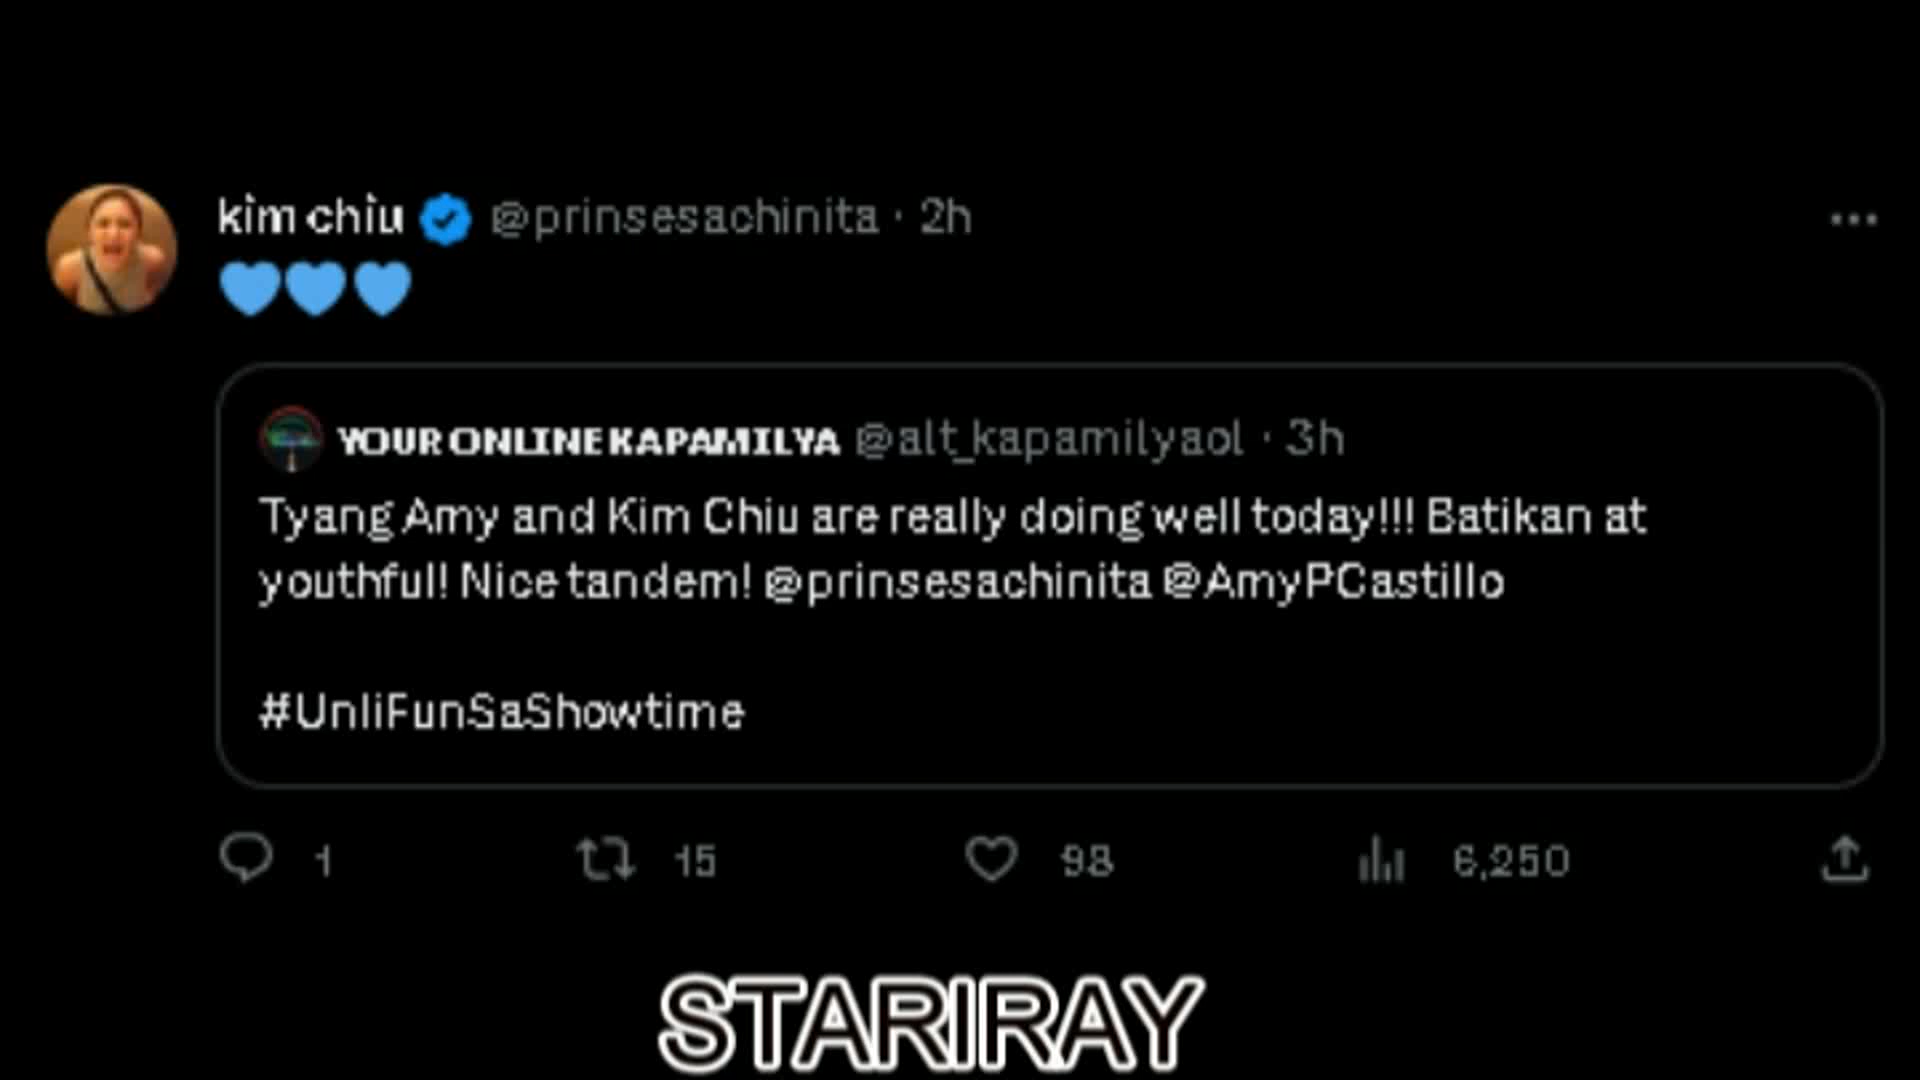 kim chiu @prinsesachinita · 2h
💙💙💙
YOUR ONLINE KAPAMILYA @alt_kapamilyaol · 3h
Tyang Amy and Kim Chiu are really doing well today!!! Batikan at
youthful! Nice tandem! @prinsesachinita @AmyPCastillo
#UnliFunSaShowtime
1 15 98 6,250
STARIRAY